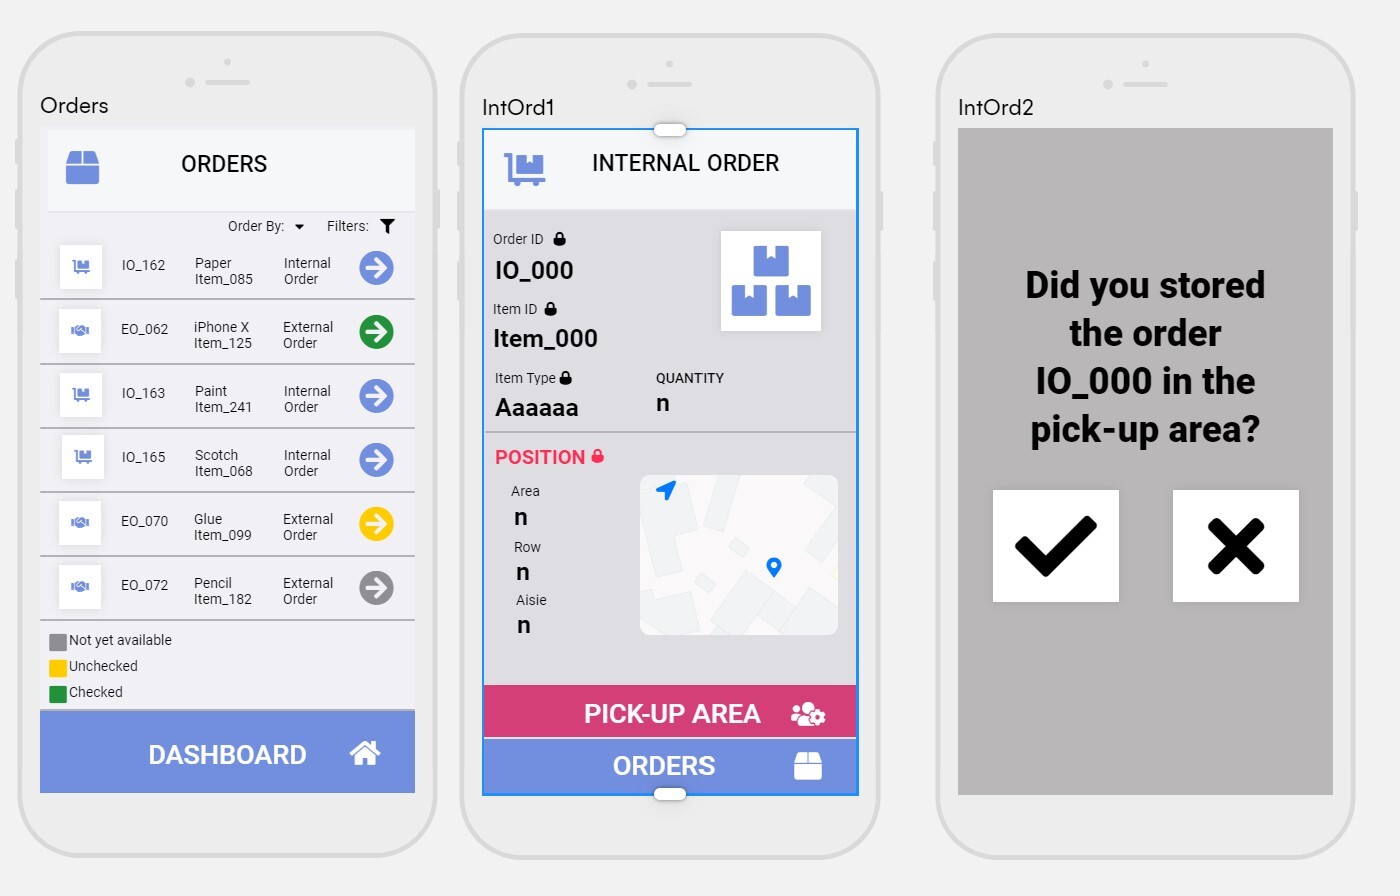 Orders
ORDERS
Order By:
Filters:
IO_162
Paper
Item_085
Internal
Order
EO_062
iPhone X
Item_125
External
Order
IO_163
Paint
Item_241
Internal
Order
IO_165
Scotch
Item_068
Internal
Order
EO_070
Glue
Item_099
External
Order
EO_072
Pencil
Item_182
External
Order
Not yet available
Unchecked
Checked
DASHBOARD
IntOrd1
INTERNAL ORDER
Order ID
IO_000
Item ID
Item_000
Item Type
Aaaaaa
QUANTITY
n
POSITION
Area
n
Row
n
Aisie
n
PICK-UP AREA
ORDERS
IntOrd2
Did you stored
the order
IO_000 in the
pick-up area?